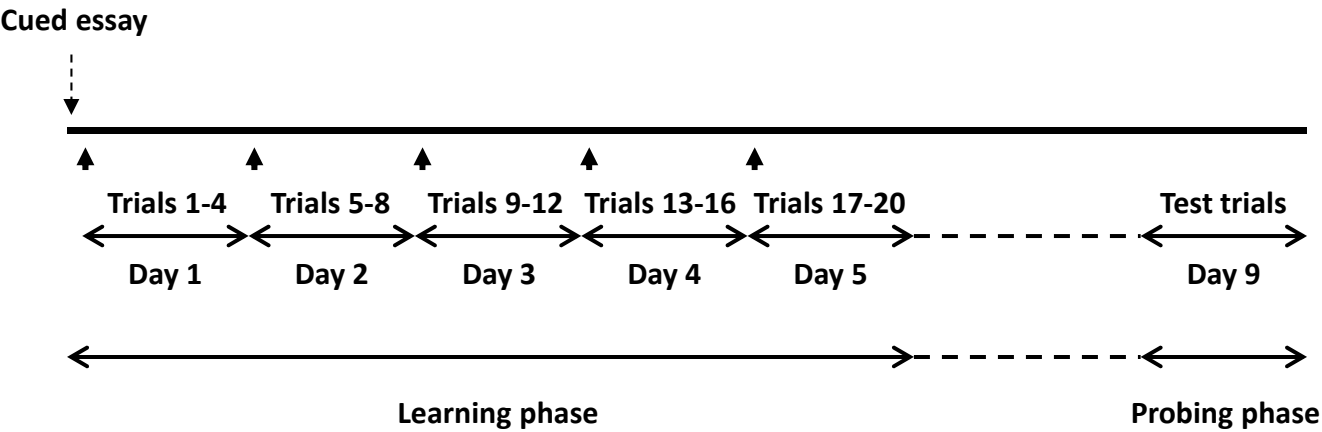 Cued essay
Trials 1-4 Trials 5-8 Trials 9-12 Trials 13-16 Trials 17-20 Test trials
Day 1 Day 2 Day 3 Day 4 Day 5 Day 9
Learning phase Probing phase